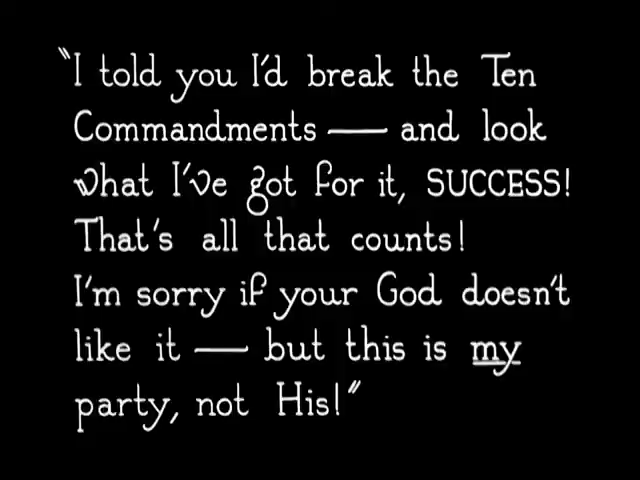 "I told you I'd break the Ten
Commandments — and look
what I've got for it, SUCCESS!
That's all that counts!
I'm sorry if your God doesn't
like it — but this is my
party, not His!"